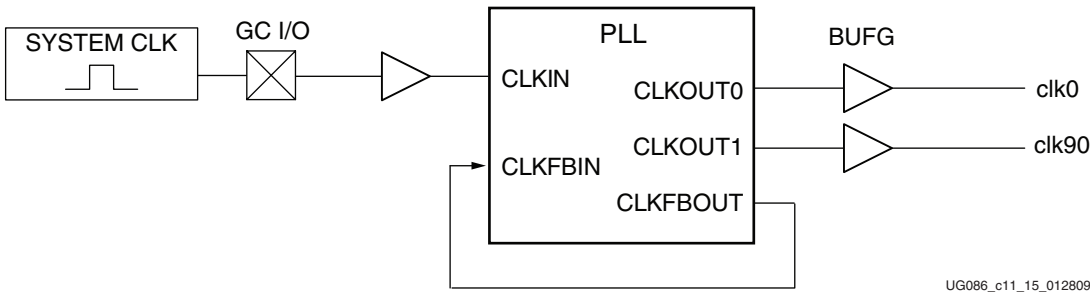 SYSTEM CLK
GC I/O
PLL
BUFG
CLKIN
CLKOUT0
clk0
CLKOUT1
clk90
CLKFBIN
CLKFBOUT
UG086_c11_15_012809